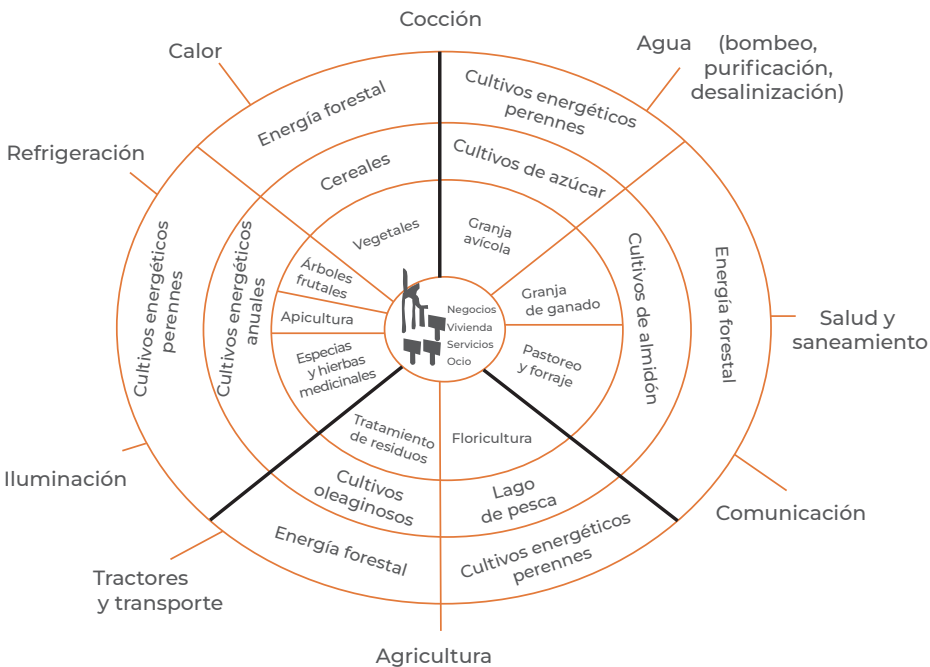 Cocción
Calor
Agua (bombeo,
purificación,
desalinización)
Refrigeración
Salud y
saneamiento
Comunicación
Iluminación
Tractores
y transporte
Agricultura
Energía forestal
Cultivos energéticos
perennes
Energía forestal
Cultivos energéticos
perennes
Energía forestal
Cultivos energéticos
perennes
Cereales
Cultivos de azúcar
Cultivos de almidón
Lago
de pesca
Cultivos
oleaginosos
Cultivos energéticos
anuales
Vegetales
Granja
avícola
Granja
de ganado
Pastoreo
y forraje
Floricultura
Tratamiento
de residuos
Especias
y hierbas
medicinales
Apicultura
Árboles
frutales
Negocios
Vivienda
Servicios
Ocio